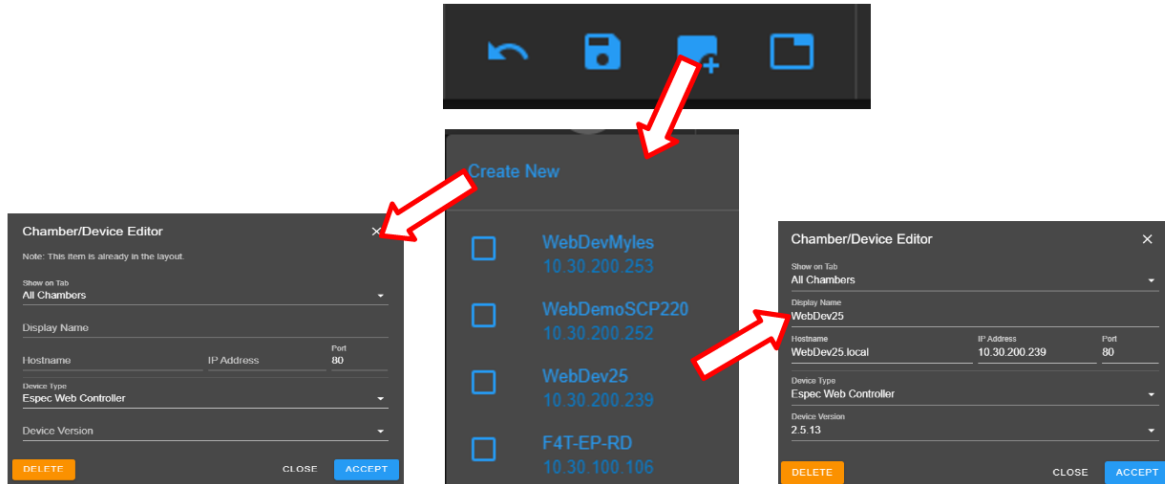 Create New
WebDevMyles
10.30.200.253
WebDemoSCP220
10.30.200.252
WebDev25
10.30.200.239
F4T-EP-RD
10.30.100.106
Chamber/Device Editor
Note: This item is already in the layout.
Show on Tab
All Chambers
Display Name
Hostname IP Address Port
80
Device Type
Espec Web Controller
Device Version
DELETE CLOSE ACCEPT
Chamber/Device Editor
Show on Tab
All Chambers
Display Name
WebDev25
Hostname IP Address Port
WebDev25.local 10.30.200.239 80
Device Type
Espec Web Controller
Device Version
2.5.13
DELETE CLOSE ACCEPT